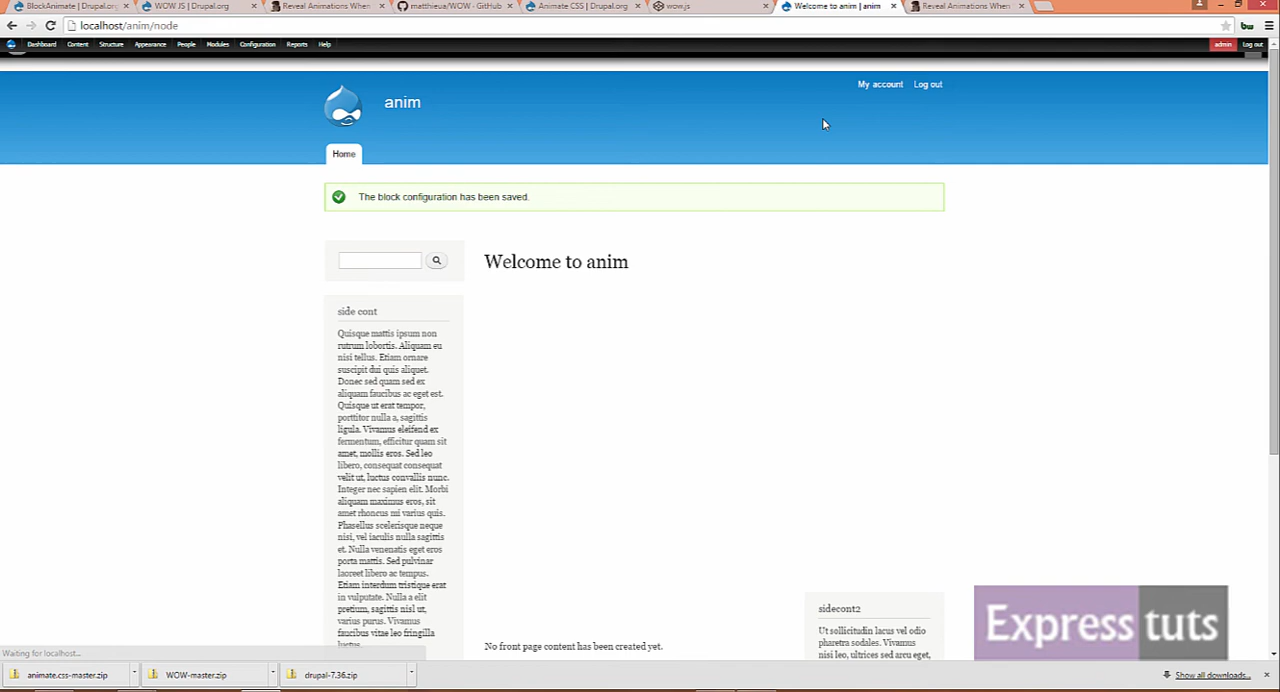 BlockAnimate | Drupal.org
WOW JS | Drupal.org
Reveal Animations When
matthieua/WOW · GitHub
Animate CSS | Drupal.org
wow.js
Welcome to anim | anim
Reveal Animations When
localhost/anim/node
Dashboard Content Structure Appearance People Modules Configuration Reports Help
admin Log out
My account Log out
anim
Home
The block configuration has been saved.
Welcome to anim
side cont
Quisque mattis ipsum non
rutrum lobortis. Aliquam eu
nisi tellus. Etiam ornare
suscipit dui quis aliquet.
Donec sed quam sed ex
aliquam faucibus ac eget est.
Quisque ut erat tempor,
porttitor nulla a, sagittis
ligula. Vivamus eleifend ex
fermentum, efficitur quam sit
amet, mollis eros. Sed leo
libero, consequat consequat
velit ut, luctus convallis nunc.
Integer nec sapien elit. Morbi
aliquam maximus eros, sit
amet rhoncus mi varius quis.
Phasellus scelerisque neque
nisi, vel iaculis nulla sagittis
et. Nulla venenatis eget eros
porta mattis. Sed pulvinar
laoreet libero ac tempus.
Etiam interdum tristique erat
in vulputate. Nulla a elit
pretium, sagittis nisl ut,
varius purus. Vivamus
faucibus vitae leo fringilla
luctus.
No front page content has been created yet.
sidecont2
Ut sollicitudin lacus vel odio
pharetra sodales. Vivamus
nisi leo, ultrices sed arcu eget,
Express tuts
Waiting for localhost...
animate.css-master.zip
WOW-master.zip
drupal-7.36.zip
Show all downloads...